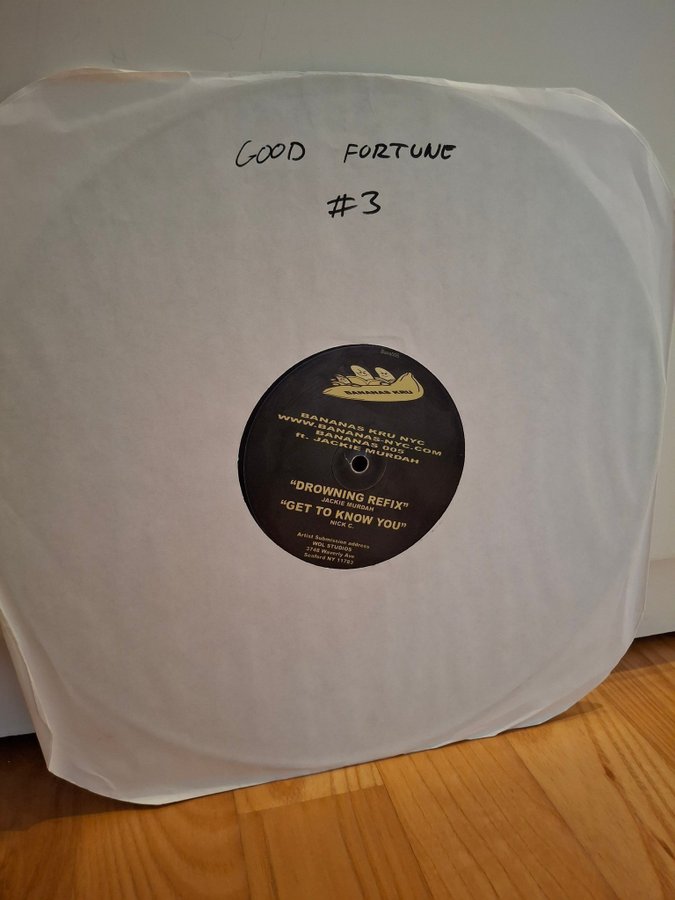 GOOD FORTUNE
#3
BANANAS KRU
BANANAS KRU NYC
WWW.BANANAS-NYC.COM
BANANAS 005
ft. JACKIE MURDAH
"DROWNING REFIX"
JACKIE MURDAH
"GET TO KNOW YOU"
NICK C.
Artist Submission address
WOL STUDIOS
3748 Waverly Ave
Seaford NY 11783